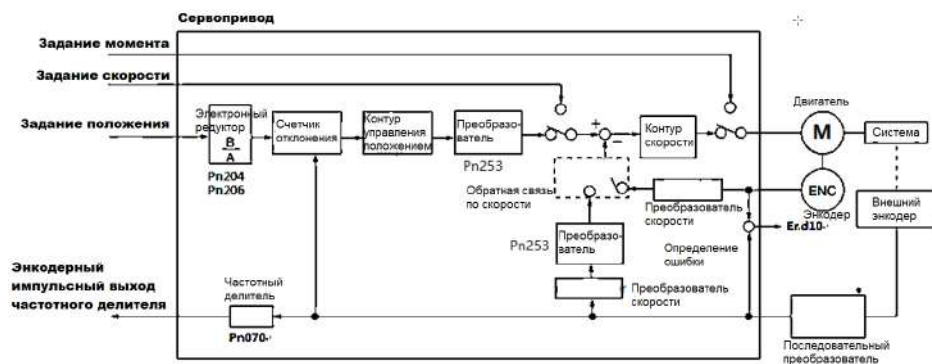 Сервопривод
Задание момента
Задание скорости
Задание положения
Электронный
редуктор
B
A
Pn204
Pn206
Счетчик
отклонения
Контур
управления
положением
Преобразо-
ватель
Pn253
Контур
скорости
Двигатель
M
Система
Обратная связь
по скорости
Преобразователь
скорости
ENC
Энкодер
Внешний
энкодер
Er.d10-
Pn253
Преобразо-
ватель
Определение
ошибки
Преобразователь
скорости
Энкодерный
импульсный выход
частотного делителя
Частотный
делитель
Pn070-
Последовательный
преобразователь
+
−